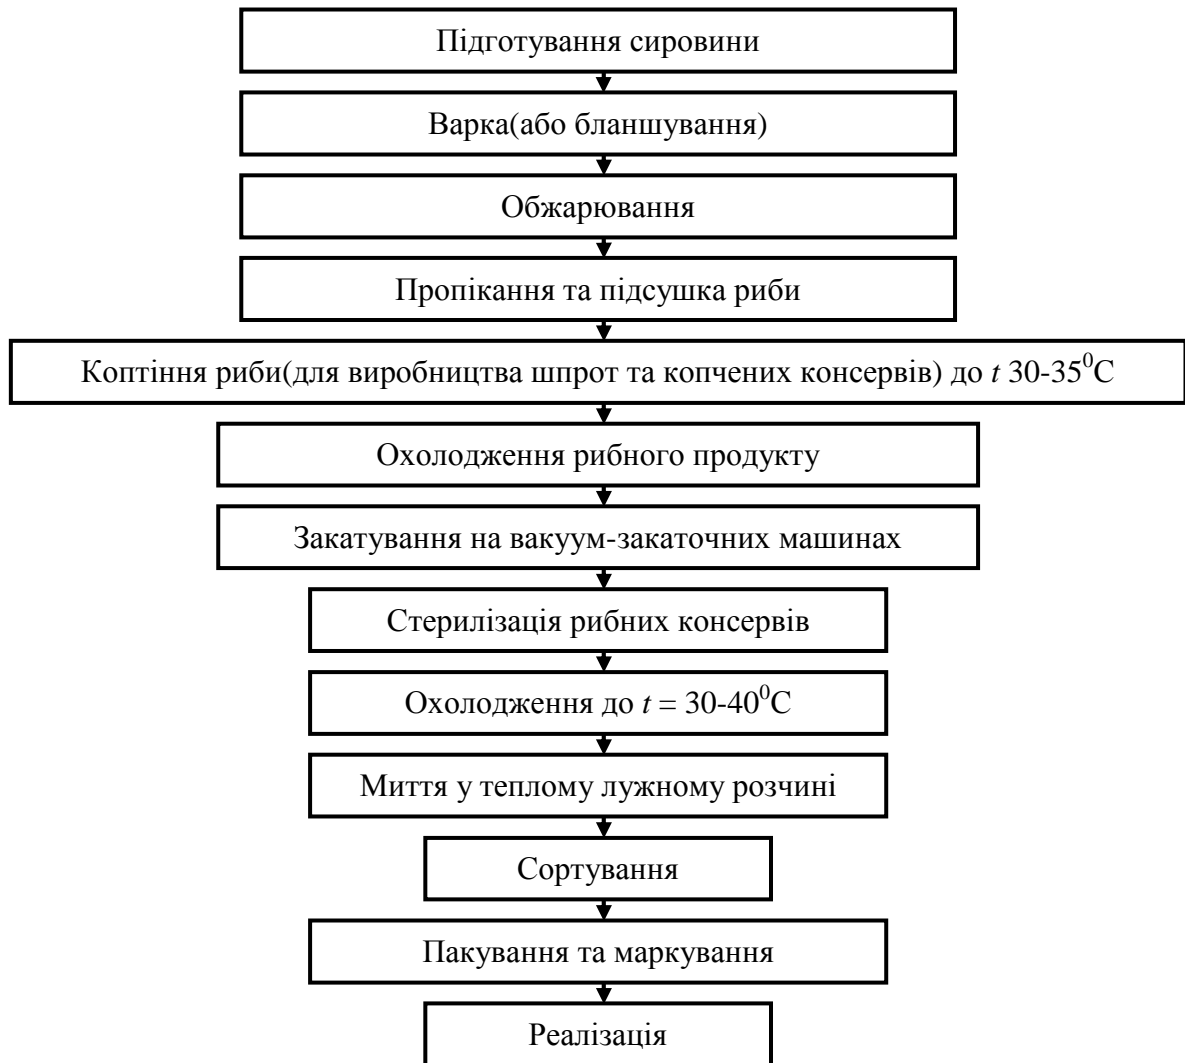 Підготування сировини
Варка(або бланшування)
Обжарювання
Пропікання та підсушка риби
Коптіння риби(для виробництва шпрот та копчених консервів) до t 30-35⁰С
Охолодження рибного продукту
Закатування на вакуум-закаточних машинах
Стерилізація рибних консервів
Охолодження до t = 30-40⁰С
Миття у теплому лужному розчині
Сортування
Пакування та маркування
Реалізація